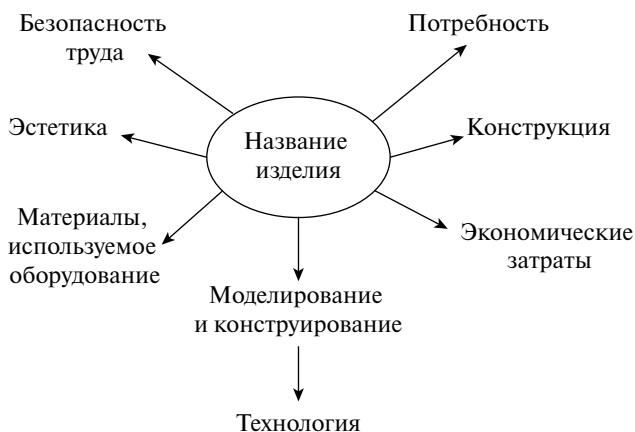 Безопасность
труда
Потребность
Эстетика
Название
изделия
Конструкция
Материалы,
используемое
оборудование
Экономические
затраты
Моделирование
и конструирование
Технология